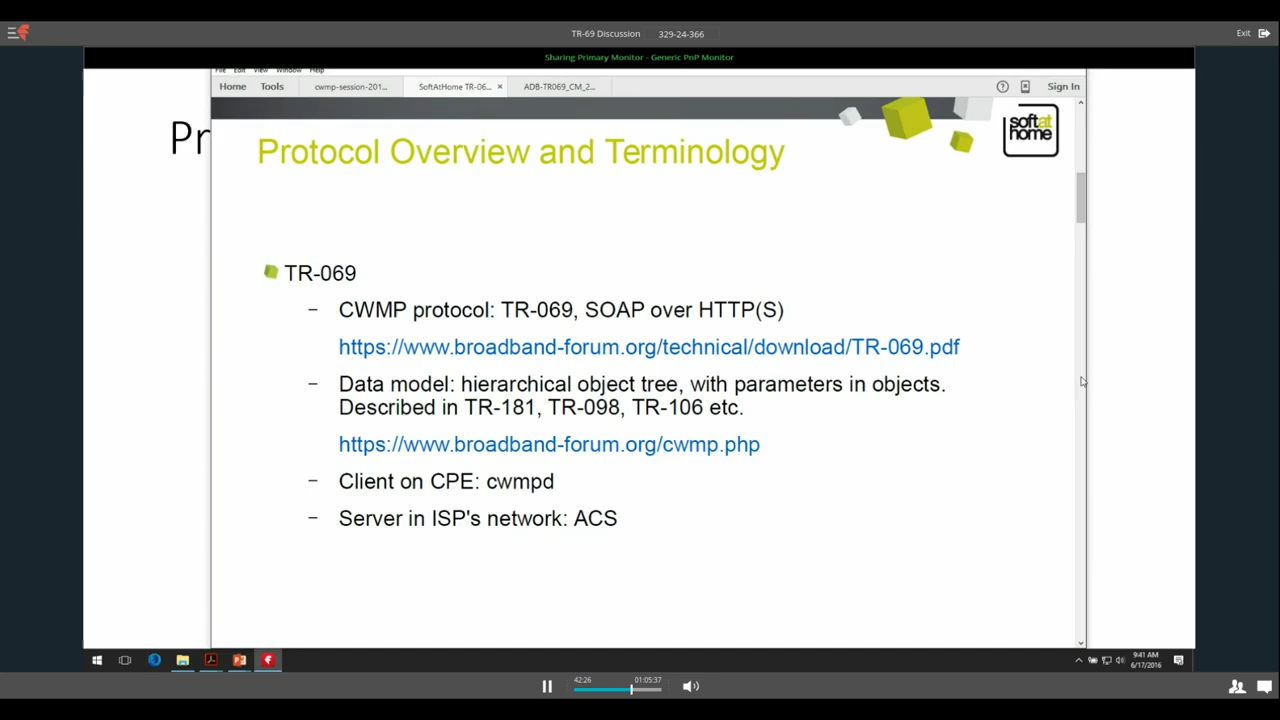 TR-69 Discussion 329-24-366
Exit
Sharing Primary Monitor - Generic PnP Monitor
File Edit View Window Help
Home Tools cwmp-session-201... SoftAtHome TR-06... × ADB-TR069_CM_2... Sign In
Pr
soft at
home
Protocol Overview and Terminology
TR-069
– CWMP protocol: TR-069, SOAP over HTTP(S)
https://www.broadband-forum.org/technical/download/TR-069.pdf
– Data model: hierarchical object tree, with parameters in objects.
Described in TR-181, TR-098, TR-106 etc.
https://www.broadband-forum.org/cwmp.php
– Client on CPE: cwmpd
– Server in ISP's network: ACS
9:41 AM
6/17/2016
42:26 01:05:37